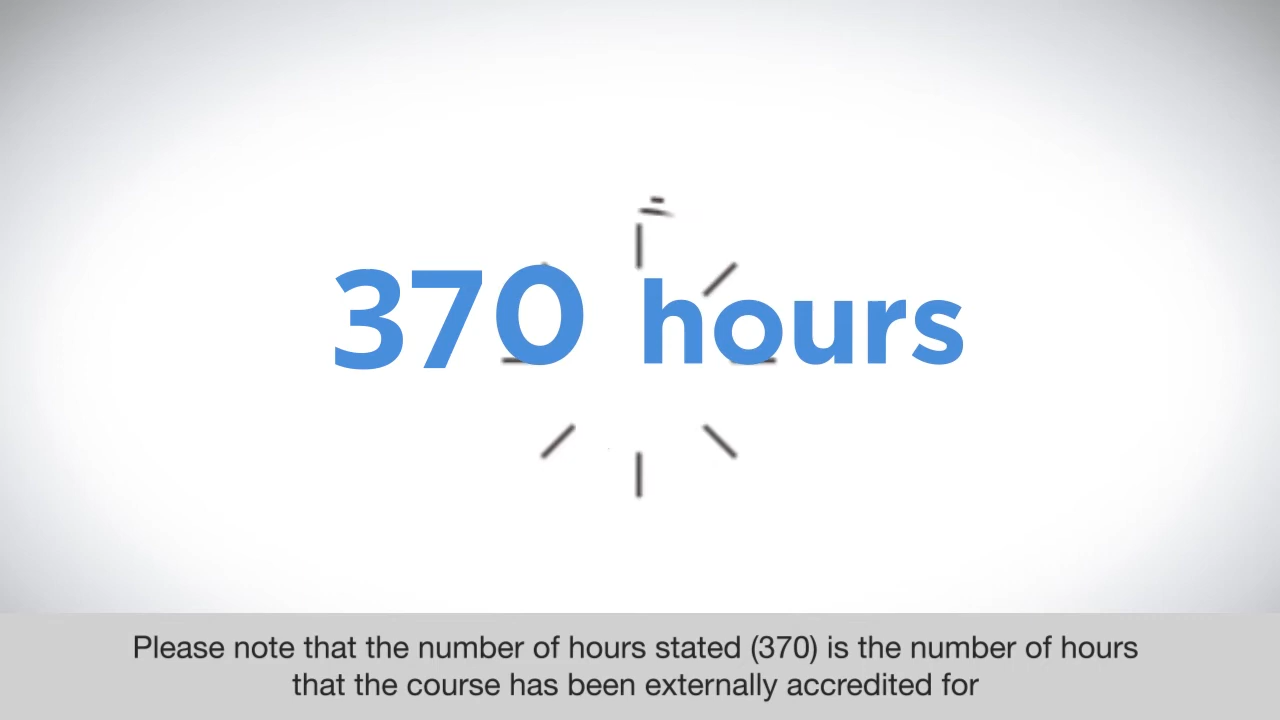 370 hours
Please note that the number of hours stated (370) is the number of hours
that the course has been externally accredited for